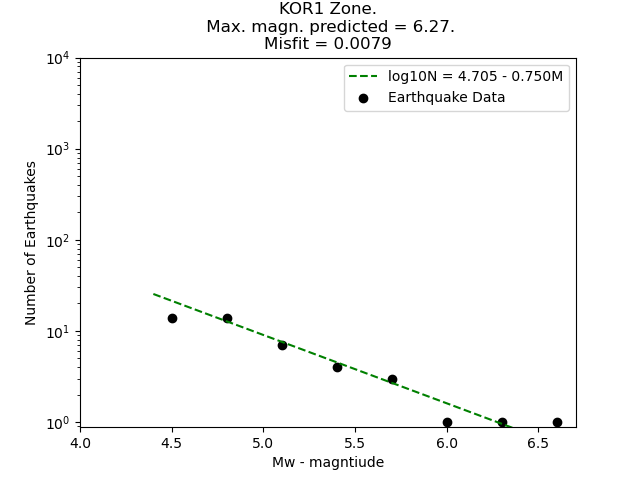 KOR1 Zone.
Max. magn. predicted = 6.27.
Misfit = 0.0079
log10N = 4.705 - 0.750M
Earthquake Data
Number of Earthquakes
10^4
10^3
10^2
10^1
10^0
4.0 4.5 5.0 5.5 6.0 6.5
Mw - magntiude